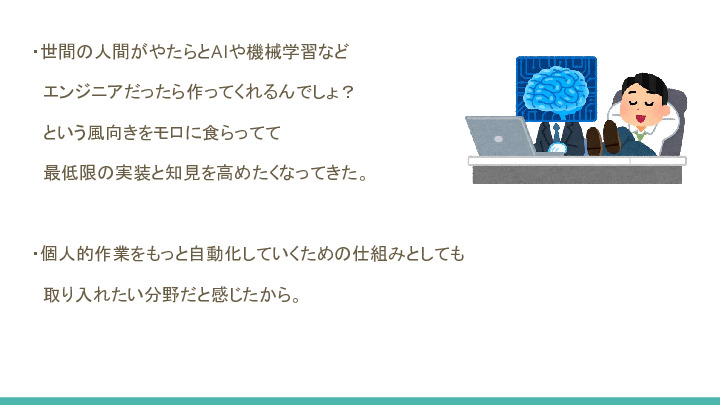 ・世間の人間がやたらとAIや機械学習など
エンジニアだったら作ってくれるんでしょ？
という風向きをモロに食らってて
最低限の実装と知見を高めたくなってきた。
・個人的作業をもっと自動化していくための仕組みとしても
取り入れたい分野だと感じたから。